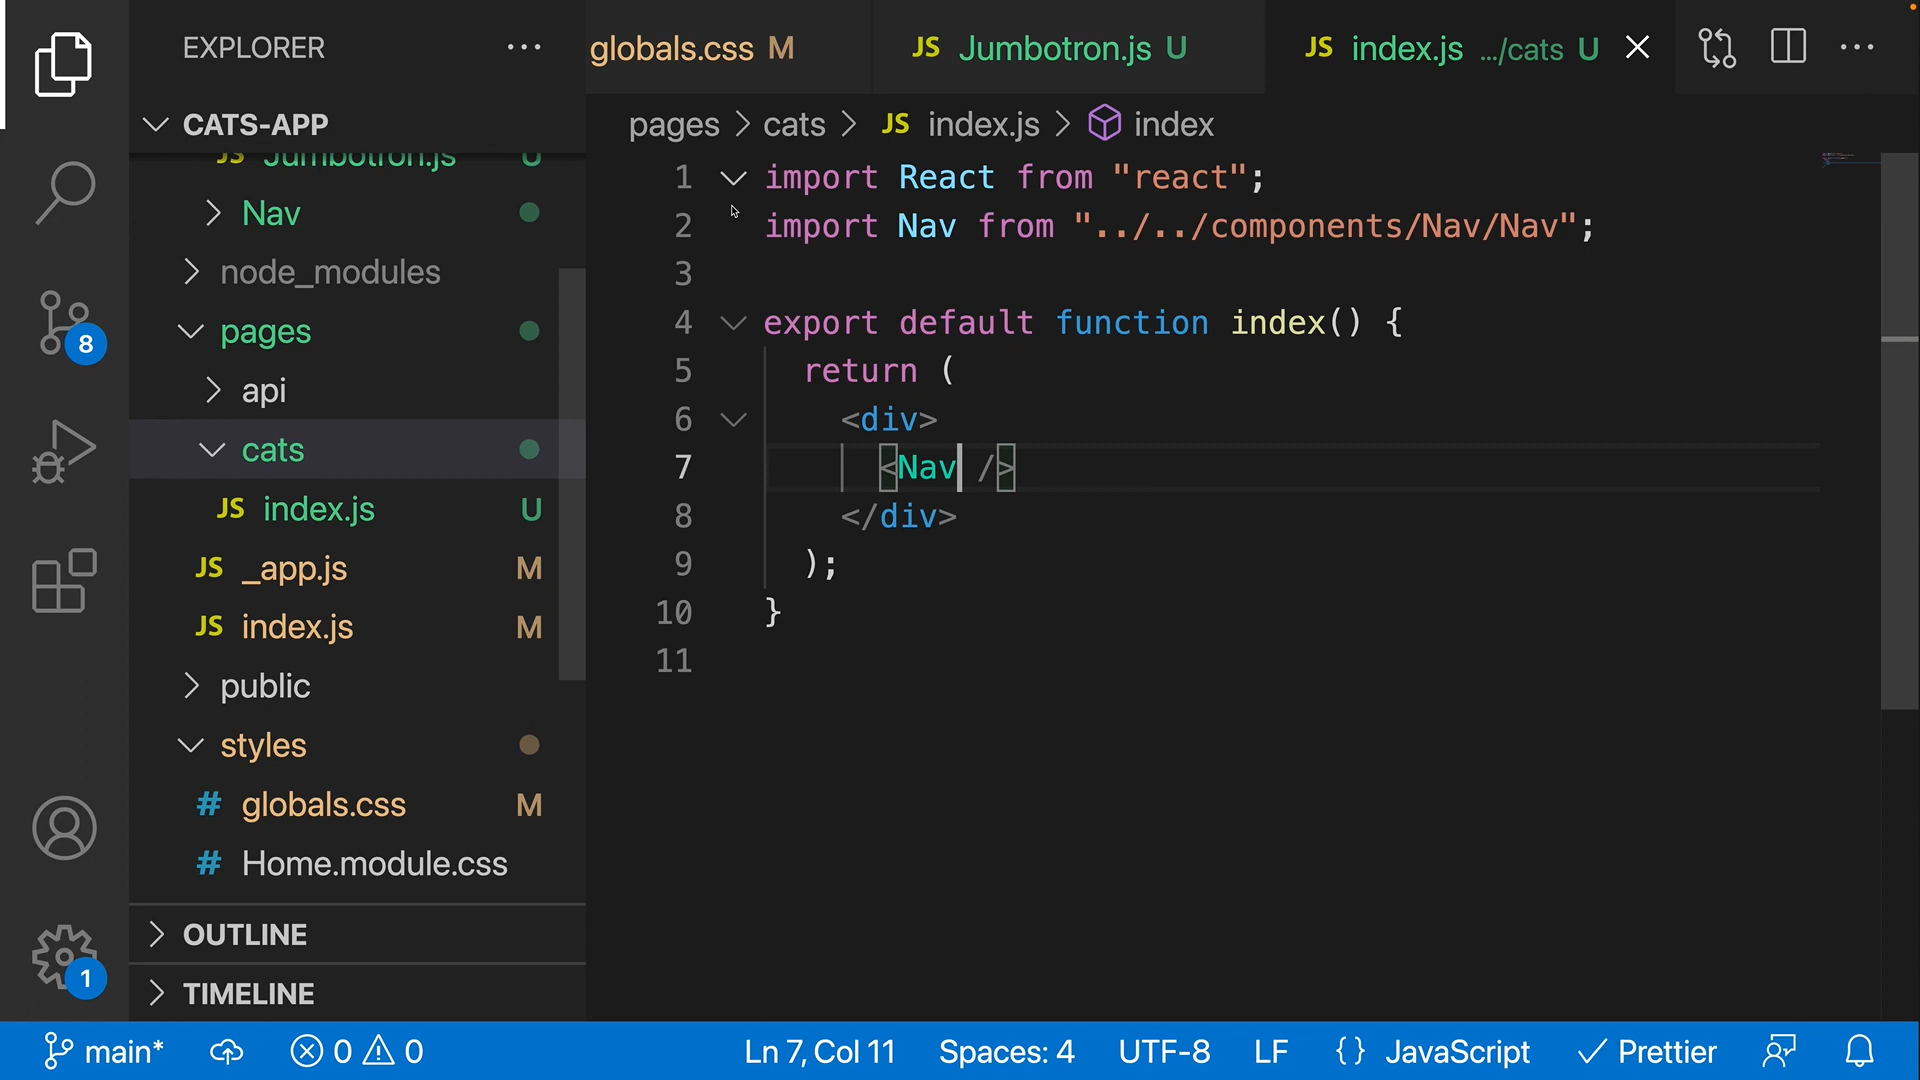 EXPLORER
CATS-APP
JS Jumbotron.js U
Nav
node_modules
pages
api
cats
JS index.js U
JS _app.js M
JS index.js M
public
styles
# globals.css M
# Home.module.css
OUTLINE
TIMELINE
8
1
globals.css M
JS Jumbotron.js U
JS index.js .../cats U
pages > cats > JS index.js > index
1 import React from "react";
2 import Nav from "../../components/Nav/Nav";
3
4 export default function index() {
5 return (
6 <div>
7 <Nav />
8 </div>
9 );
10 }
11
main* 0 0 Ln 7, Col 11 Spaces: 4 UTF-8 LF {} JavaScript Prettier